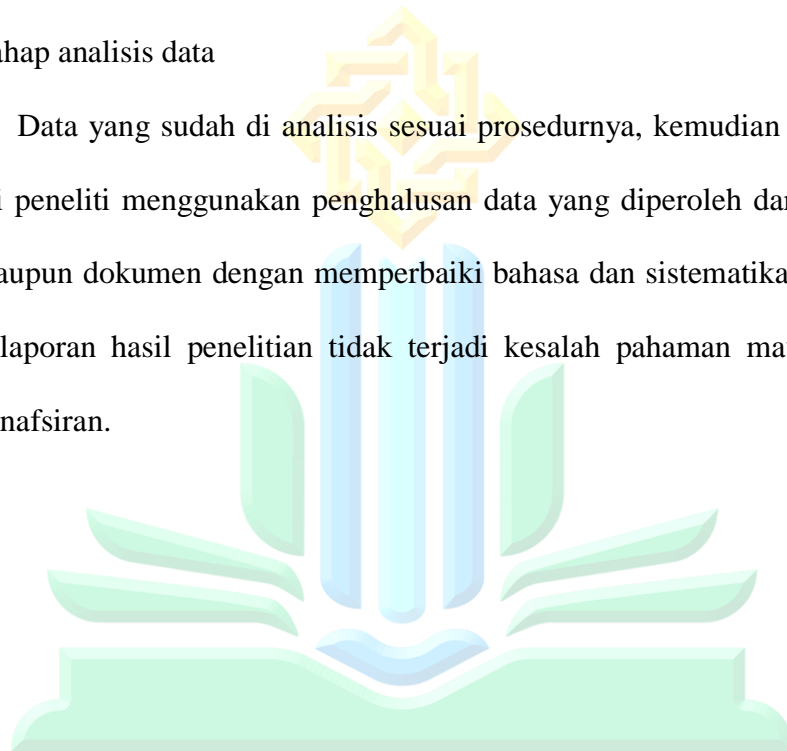 ahap analisis data
Data yang sudah di analisis sesuai prosedurnya, kemudian
i peneliti menggunakan penghalusan data yang diperoleh dar
aupun dokumen dengan memperbaiki bahasa dan sistematika
laporan hasil penelitian tidak terjadi kesalah pahaman ma
nafsiran.